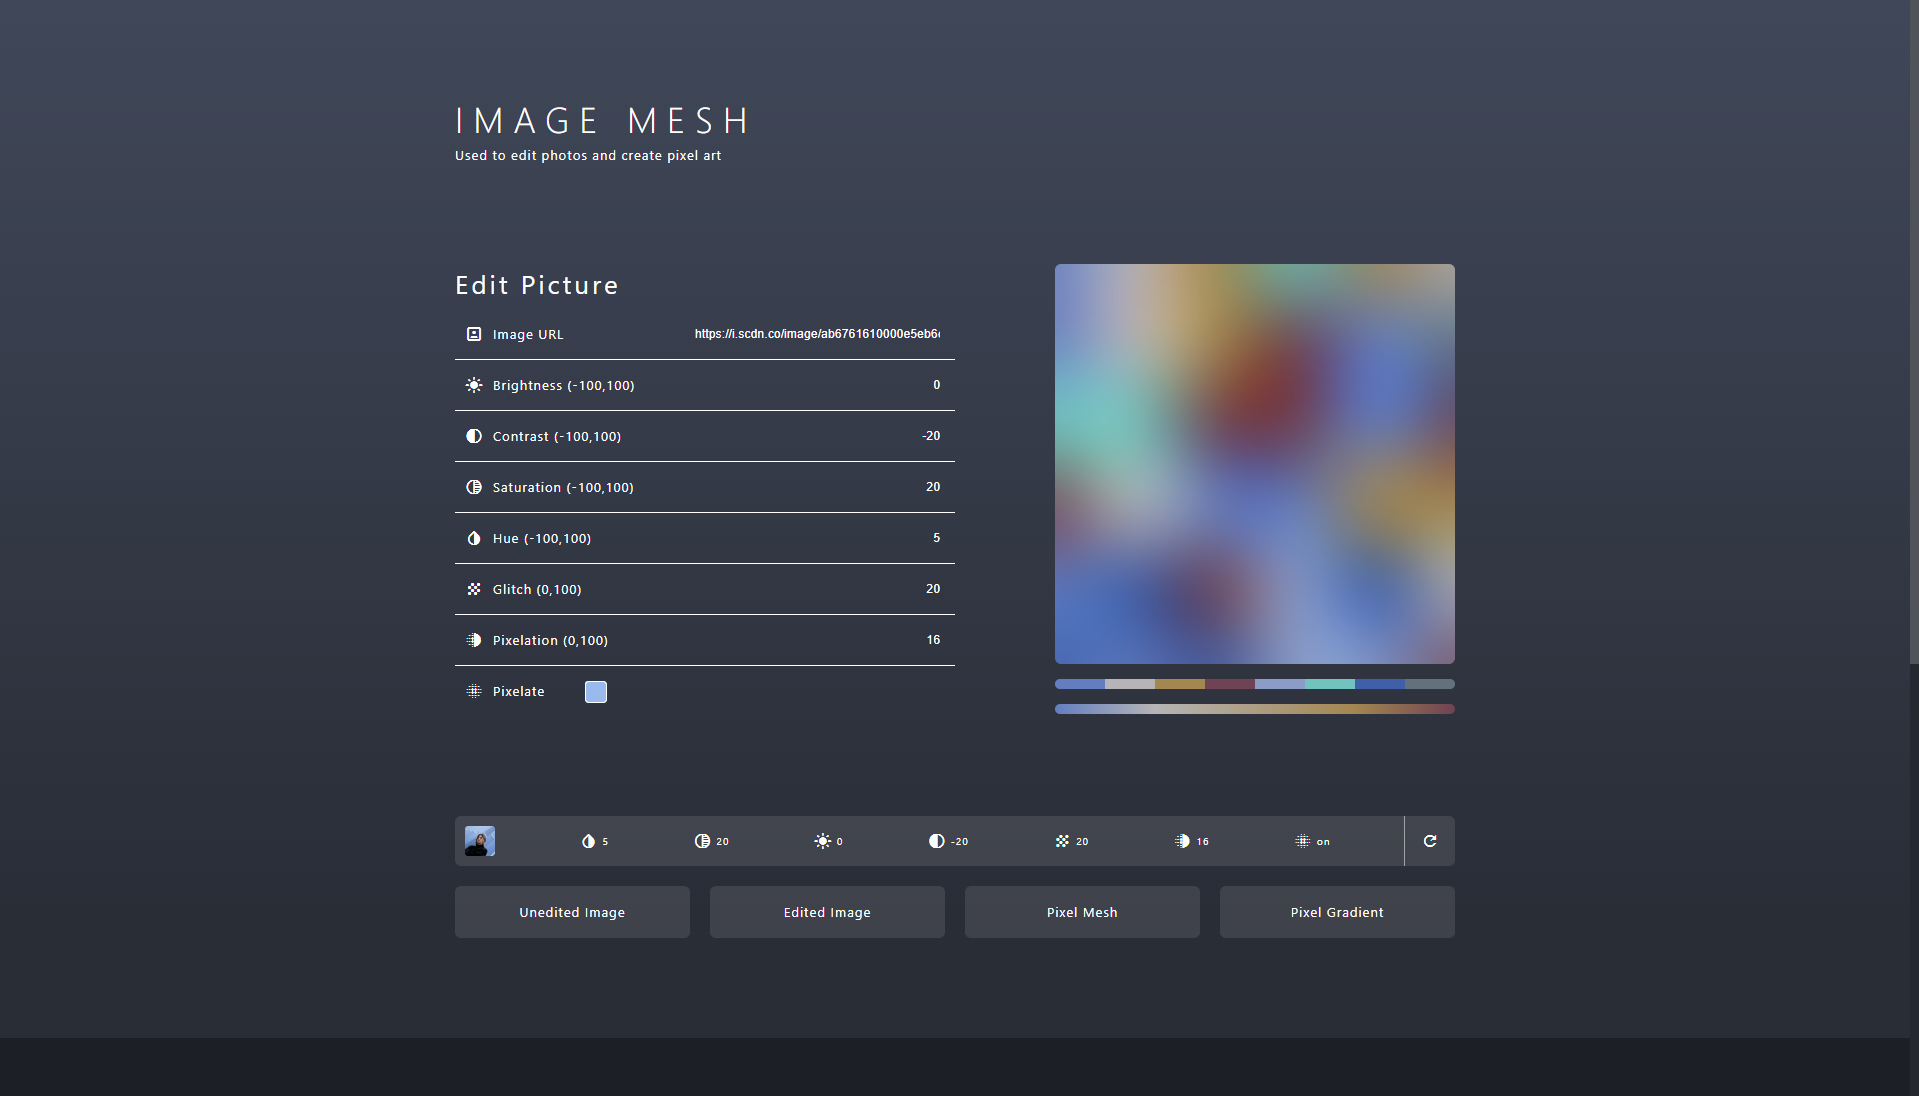 IMAGE MESH
Used to edit photos and create pixel art
Edit Picture
Image URL https://i.scdn.co/image/ab6761610000e5eb6
Brightness (-100,100) 0
Contrast (-100,100) -20
Saturation (-100,100) 20
Hue (-100,100) 5
Glitch (0,100) 20
Pixelation (0,100) 16
Pixelate
5 20 0 -20 20 16 on
Unedited Image Edited Image Pixel Mesh Pixel Gradient